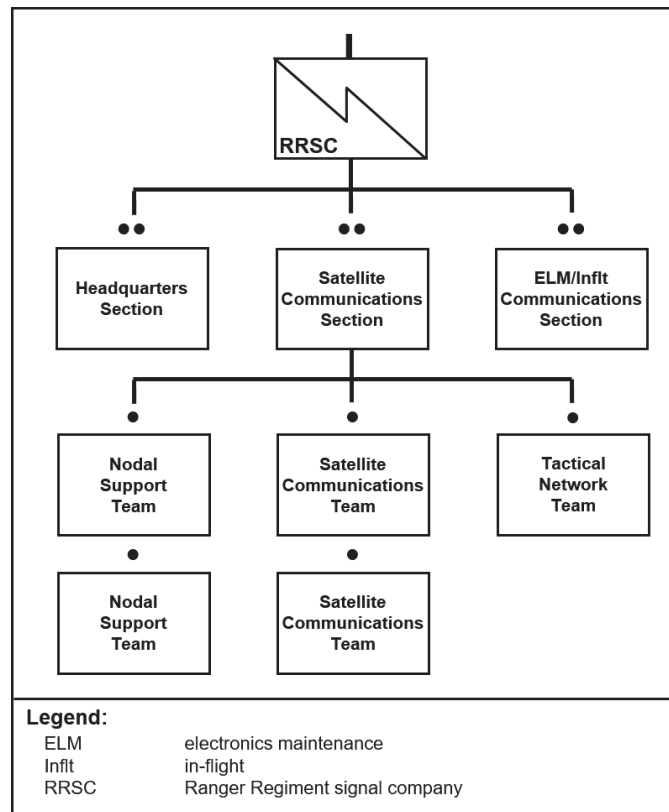 RRSC
Headquarters
Section
Satellite
Communications
Section
ELM/Inflt
Communications
Section
Nodal
Support
Team
Satellite
Communications
Team
Tactical
Network
Team
Nodal
Support
Team
Satellite
Communications
Team
Legend:
ELM electronics maintenance
Inflt in-flight
RRSC Ranger Regiment signal company